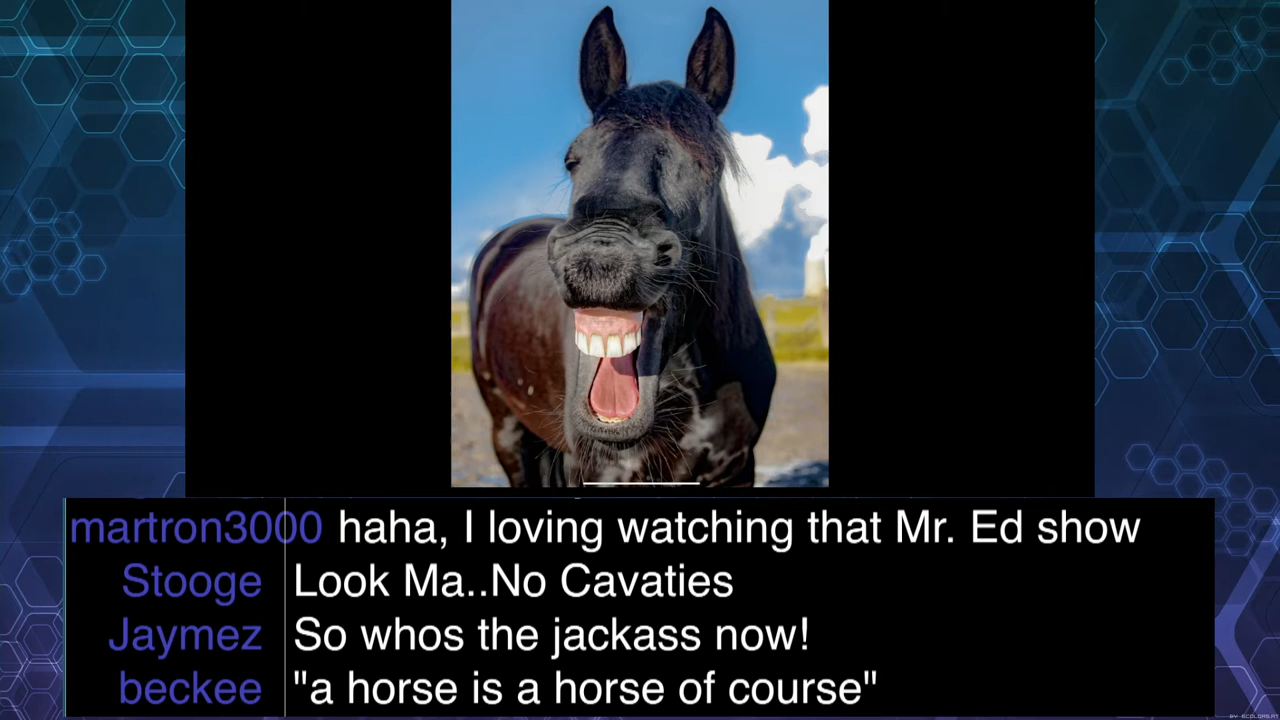 martron3000 haha, I loving watching that Mr. Ed show
Stooge Look Ma..No Cavaties
Jaymez So whos the jackass now!
beckee "a horse is a horse of course"